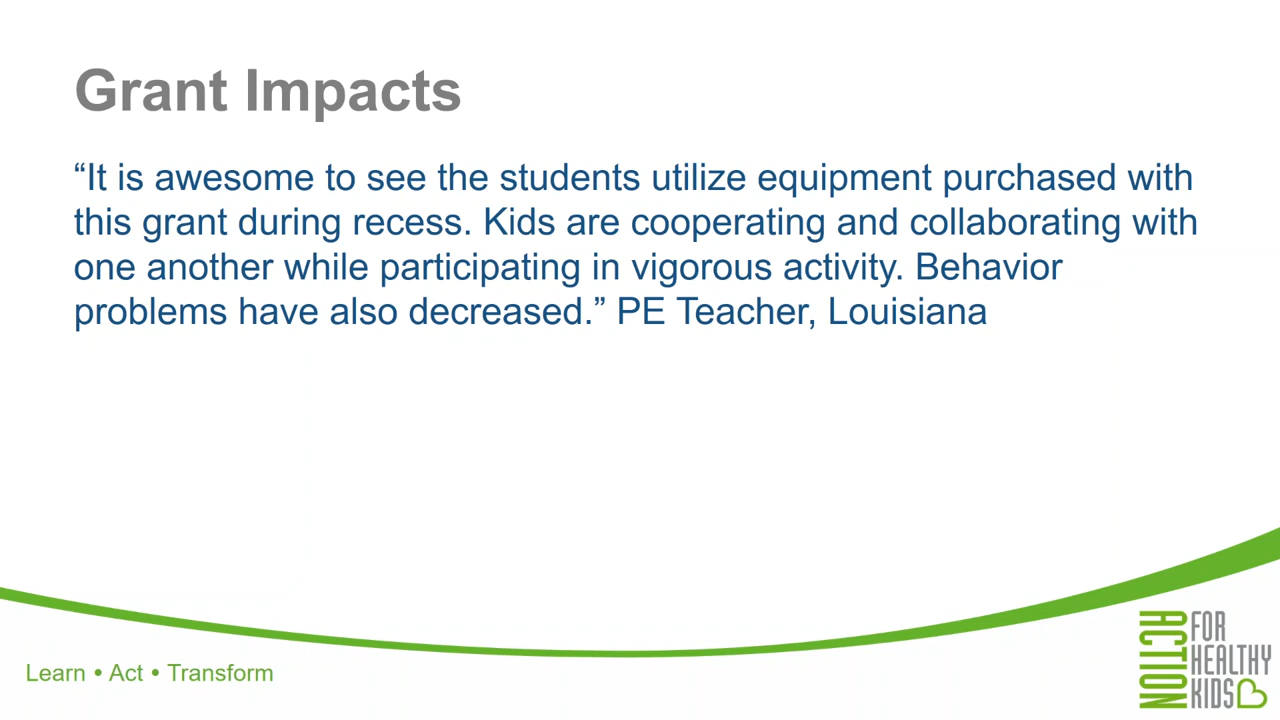 Grant Impacts
“It is awesome to see the students utilize equipment purchased with
this grant during recess. Kids are cooperating and collaborating with
one another while participating in vigorous activity. Behavior
problems have also decreased.” PE Teacher, Louisiana
Learn • Act • Transform
ACTION
FOR
HEALTHY
KIDS